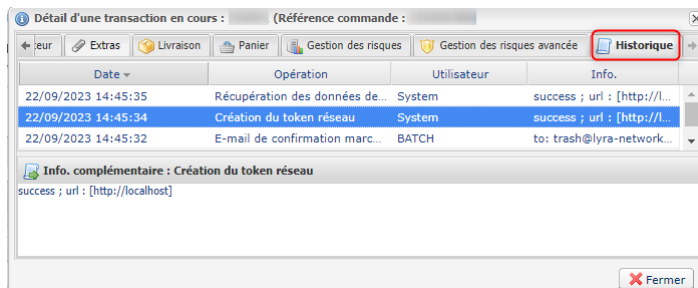 Détail d'une transaction en cours : (Référence commande :
eur Extras Livraison Panier Gestion des risques Gestion des risques avancée Historique
Date Opération Utilisateur Info.
22/09/2023 14:45:35 Récupération des données de... System success ; url : [http://l...
22/09/2023 14:45:34 Création du token réseau System success ; url : [http://l...
22/09/2023 14:45:32 E-mail de confirmation marc... BATCH to: trash@lyra-network...
Info. complémentaire : Création du token réseau
success ; url : [http://localhost]
Fermer